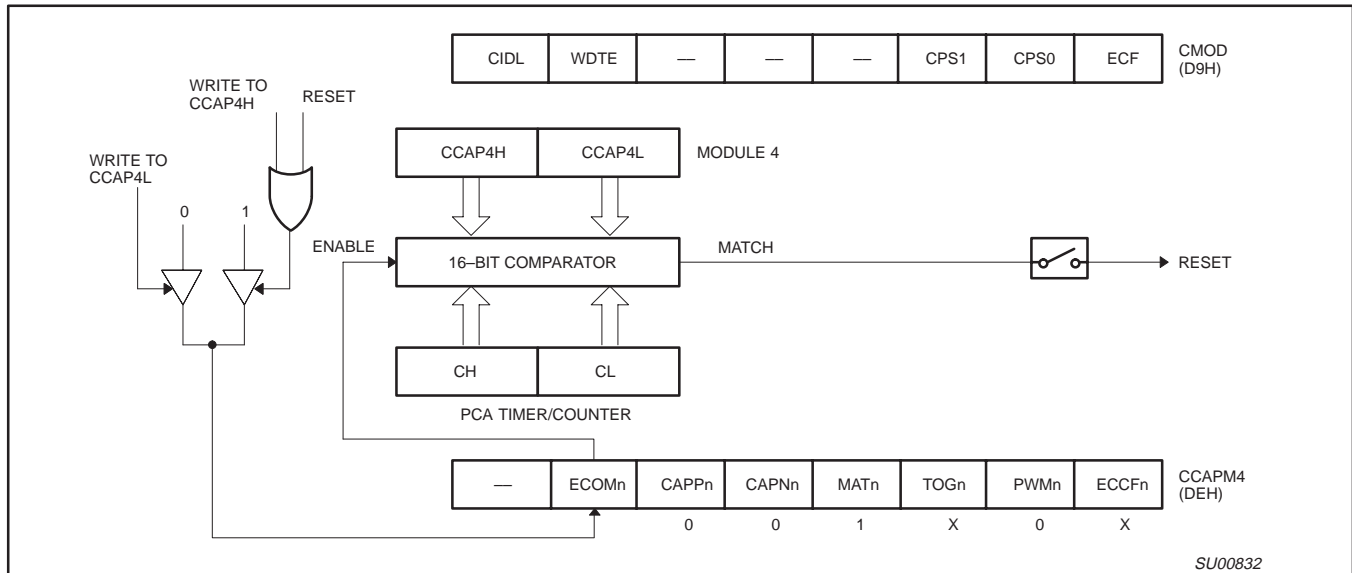 CIDL WDTE — — — CPS1 CPS0 ECF
CMOD
(D9H)
WRITE TO
CCAP4H
RESET
CCAP4H CCAP4L
MODULE 4
WRITE TO
CCAP4L
0 1
ENABLE
16–BIT COMPARATOR
MATCH
RESET
CH CL
PCA TIMER/COUNTER
— ECOMn CAPPn CAPNn MATn TOGn PWMn ECCFn
CCAPM4
(DEH)
0 0 1 X 0 X
SU00832